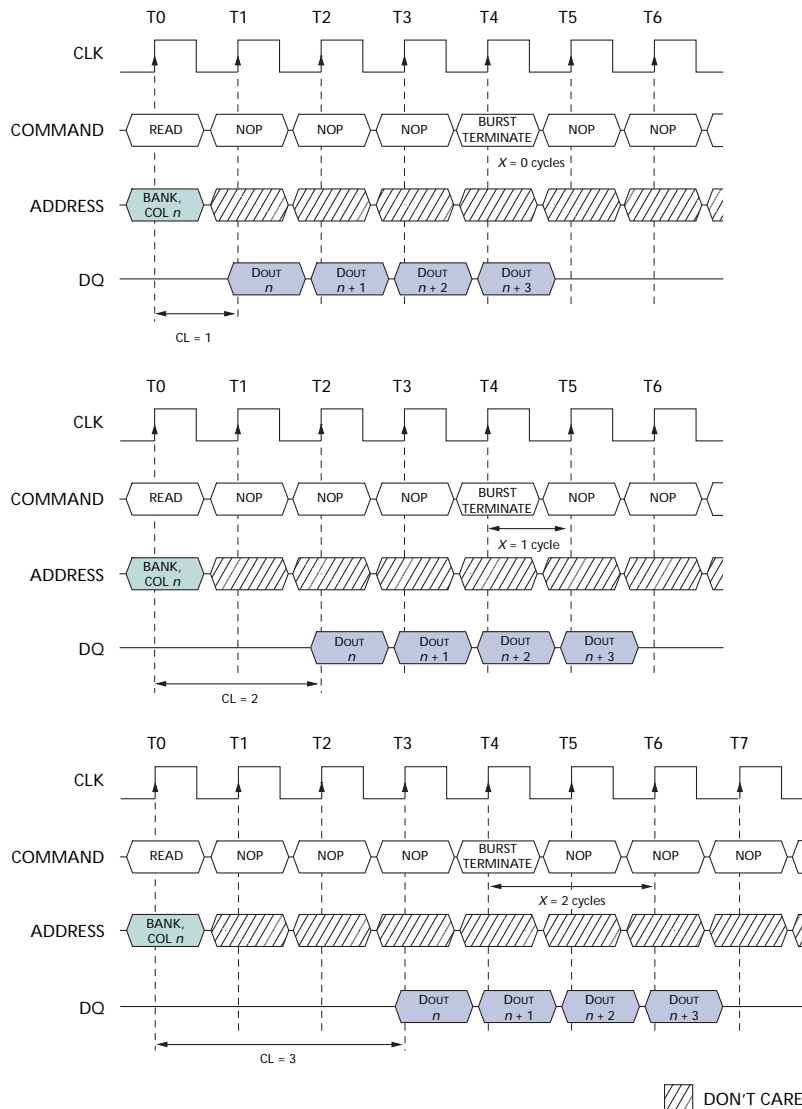 T0 T1 T2 T3 T4 T5 T6
CLK
COMMAND READ NOP NOP NOP BURST TERMINATE NOP NOP
X = 0 cycles
ADDRESS BANK, COL n
DQ DOUT n DOUT n + 1 DOUT n + 2 DOUT n + 3
CL = 1
T0 T1 T2 T3 T4 T5 T6
CLK
COMMAND READ NOP NOP NOP BURST TERMINATE NOP NOP
X = 1 cycle
ADDRESS BANK, COL n
DQ DOUT n DOUT n + 1 DOUT n + 2 DOUT n + 3
CL = 2
T0 T1 T2 T3 T4 T5 T6 T7
CLK
COMMAND READ NOP NOP NOP BURST TERMINATE NOP NOP NOP
X = 2 cycles
ADDRESS BANK, COL n
DQ DOUT n DOUT n + 1 DOUT n + 2 DOUT n + 3
CL = 3
DON'T CARE